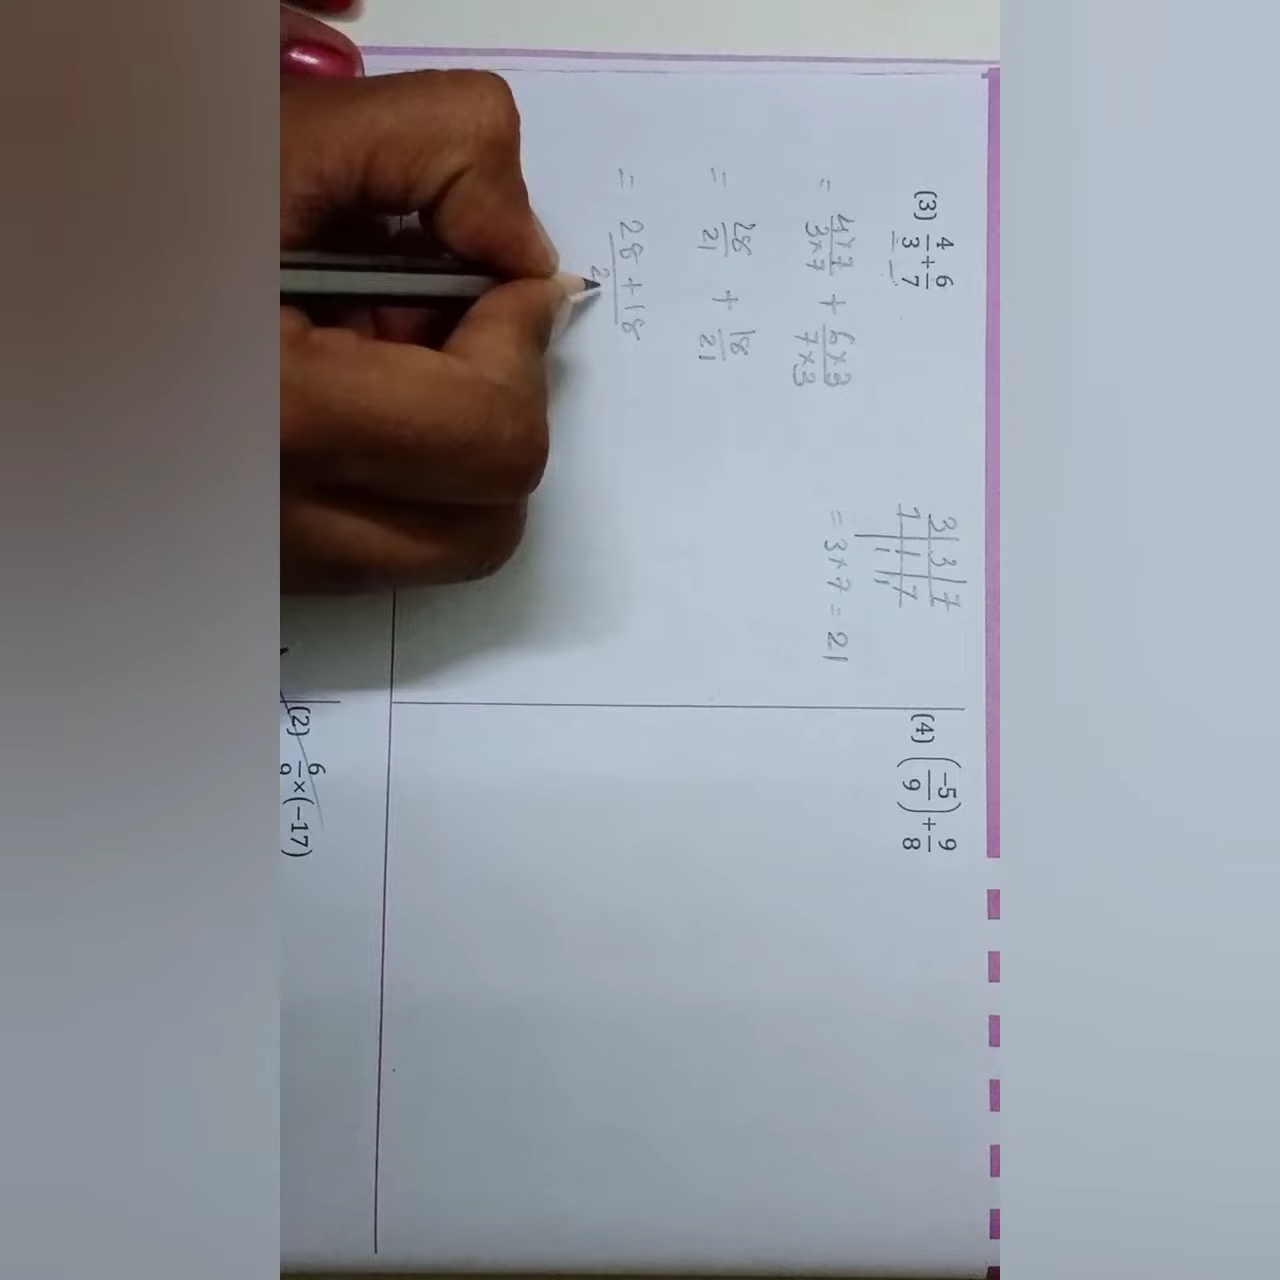 (3) 4/3 + 6/7
= 4×7/3×7 + 6×3/7×3
= 28/21 + 18/21
= 28 + 18/2
3 | 3 | 7
7 | 1 | 7
1 | 1
= 3×7 = 21
(4) (-5/9) + 9/8
(2) 6/9 × (-17)